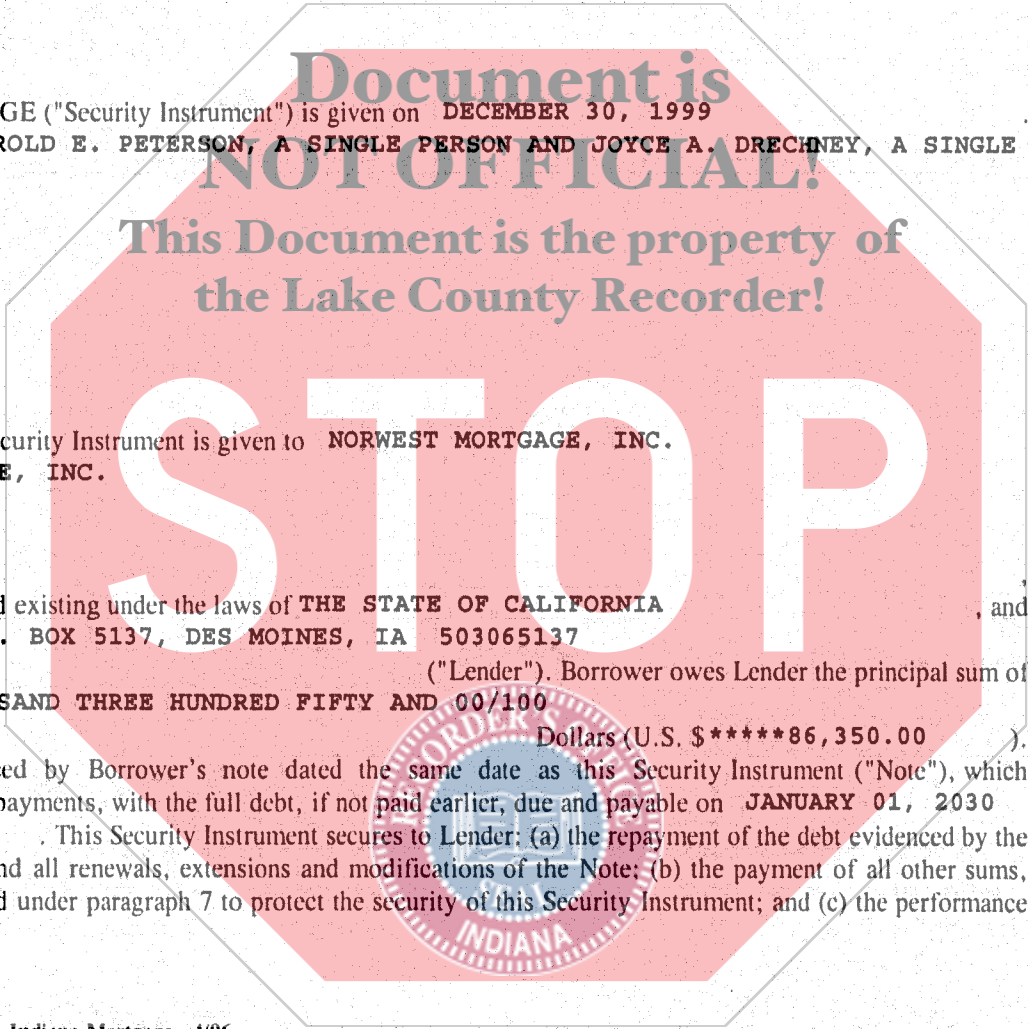 Document is
GE ("Security Instrument") is given on DECEMBER 30, 1999 .
ROLD E. PETERSON, A SINGLE PERSON AND JOYCE A. DRECHNEY, A SINGLE
NOT OFFICIAL!
This Document is the property of
the Lake County Recorder!
STOP
curity Instrument is given to NORWEST MORTGAGE, INC.
E, INC.
,
d existing under the laws of THE STATE OF CALIFORNIA , and
. BOX 5137, DES MOINES, IA 503065137
("Lender"). Borrower owes Lender the principal sum of
SAND THREE HUNDRED FIFTY AND 00/100
Dollars (U.S. $*****86,350.00 ).
ced by Borrower's note dated the same date as this Security Instrument ("Note"), which
payments, with the full debt, if not paid earlier, due and payable on JANUARY 01, 2030
. This Security Instrument secures to Lender: (a) the repayment of the debt evidenced by the
nd all renewals, extensions and modifications of the Note; (b) the payment of all other sums,
d under paragraph 7 to protect the security of this Security Instrument; and (c) the performance
RECORDER'S OFFICE
SEAL
INDIANA
Indiana Mortgage 4/96